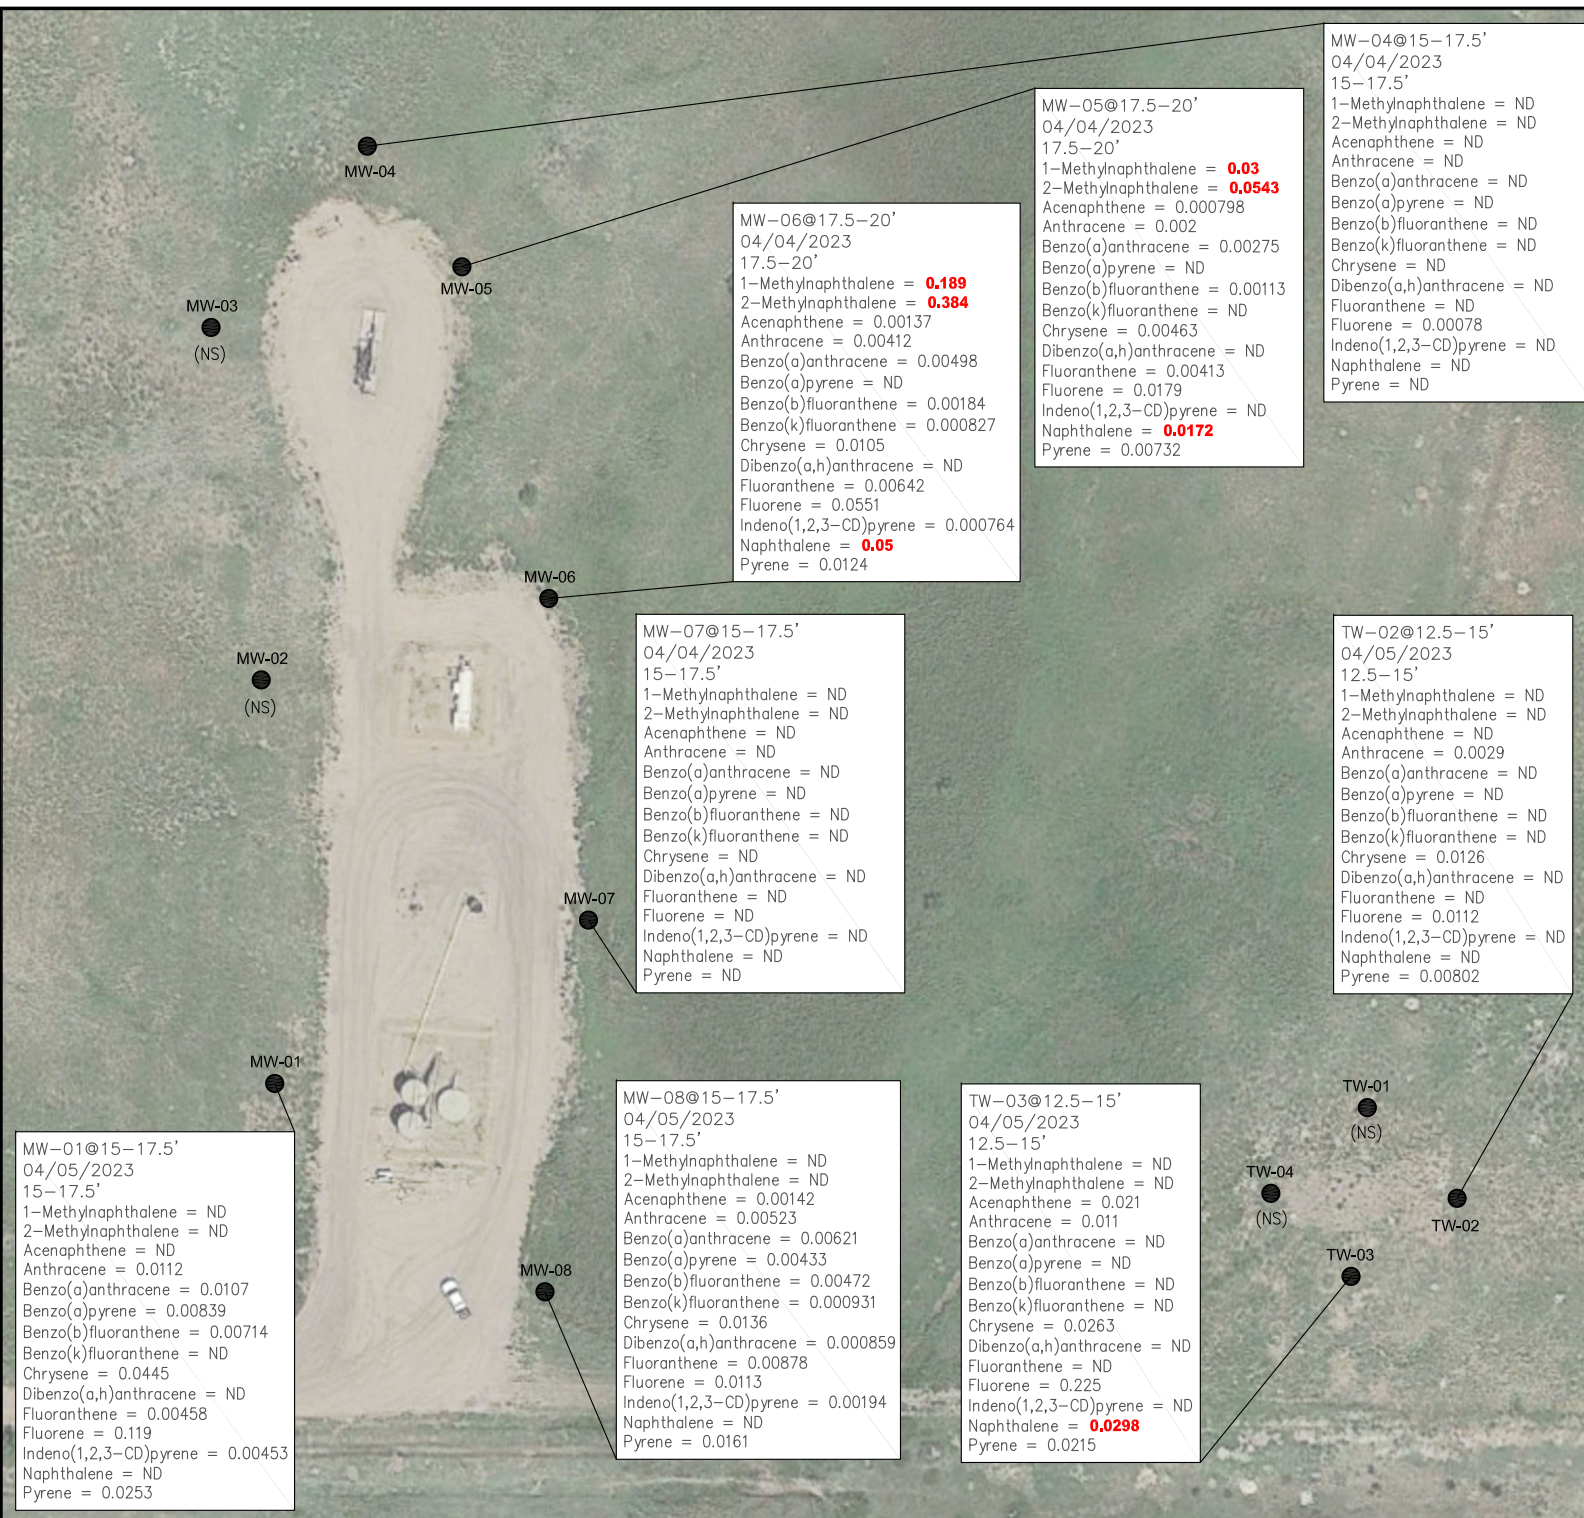 MW-04@15-17.5'
04/04/2023
15-17.5'
1-Methylnaphthalene = ND
2-Methylnaphthalene = ND
Acenaphthene = ND
Anthracene = ND
Benzo(a)anthracene = ND
Benzo(a)pyrene = ND
Benzo(b)fluoranthene = ND
Benzo(k)fluoranthene = ND
Chrysene = ND
Dibenzo(a,h)anthracene = ND
Fluoranthene = ND
Fluorene = 0.00078
Indeno(1,2,3-CD)pyrene = ND
Naphthalene = ND
Pyrene = ND
MW-05@17.5-20'
04/04/2023
17.5-20'
1-Methylnaphthalene = 0.03
2-Methylnaphthalene = 0.0543
Acenaphthene = 0.000798
Anthracene = 0.002
Benzo(a)anthracene = 0.00275
Benzo(a)pyrene = ND
Benzo(b)fluoranthene = 0.00113
Benzo(k)fluoranthene = ND
Chrysene = 0.00463
Dibenzo(a,h)anthracene = ND
Fluoranthene = 0.00413
Fluorene = 0.0179
Indeno(1,2,3-CD)pyrene = ND
Naphthalene = 0.0172
Pyrene = 0.00732
MW-04
MW-06@17.5-20'
04/04/2023
17.5-20'
1-Methylnaphthalene = 0.189
2-Methylnaphthalene = 0.384
Acenaphthene = 0.00137
Anthracene = 0.00412
Benzo(a)anthracene = 0.00498
Benzo(a)pyrene = ND
Benzo(b)fluoranthene = 0.00184
Benzo(k)fluoranthene = 0.000827
Chrysene = 0.0105
Dibenzo(a,h)anthracene = ND
Fluoranthene = 0.00642
Fluorene = 0.0551
Indeno(1,2,3-CD)pyrene = 0.000764
Naphthalene = 0.05
Pyrene = 0.0124
MW-05
MW-03
(NS)
MW-06
MW-02
(NS)
MW-07@15-17.5'
04/04/2023
15-17.5'
1-Methylnaphthalene = ND
2-Methylnaphthalene = ND
Acenaphthene = ND
Anthracene = ND
Benzo(a)anthracene = ND
Benzo(a)pyrene = ND
Benzo(b)fluoranthene = ND
Benzo(k)fluoranthene = ND
Chrysene = ND
Dibenzo(a,h)anthracene = ND
Fluoranthene = ND
Fluorene = ND
Indeno(1,2,3-CD)pyrene = ND
Naphthalene = ND
Pyrene = ND
TW-02@12.5-15'
04/05/2023
12.5-15'
1-Methylnaphthalene = ND
2-Methylnaphthalene = ND
Acenaphthene = ND
Anthracene = 0.0029
Benzo(a)anthracene = ND
Benzo(a)pyrene = ND
Benzo(b)fluoranthene = ND
Benzo(k)fluoranthene = ND
Chrysene = 0.0126
Dibenzo(a,h)anthracene = ND
Fluoranthene = ND
Fluorene = 0.0112
Indeno(1,2,3-CD)pyrene = ND
Naphthalene = ND
Pyrene = 0.00802
MW-07
MW-01
MW-01@15-17.5'
04/05/2023
15-17.5'
1-Methylnaphthalene = ND
2-Methylnaphthalene = ND
Acenaphthene = ND
Anthracene = 0.0112
Benzo(a)anthracene = 0.0107
Benzo(a)pyrene = 0.00839
Benzo(b)fluoranthene = 0.00714
Benzo(k)fluoranthene = ND
Chrysene = 0.0445
Dibenzo(a,h)anthracene = ND
Fluoranthene = 0.00458
Fluorene = 0.119
Indeno(1,2,3-CD)pyrene = 0.00453
Naphthalene = ND
Pyrene = 0.0253
MW-08
MW-08@15-17.5'
04/05/2023
15-17.5'
1-Methylnaphthalene = ND
2-Methylnaphthalene = ND
Acenaphthene = 0.00142
Anthracene = 0.00523
Benzo(a)anthracene = 0.00621
Benzo(a)pyrene = 0.00433
Benzo(b)fluoranthene = 0.00472
Benzo(k)fluoranthene = 0.000931
Chrysene = 0.0136
Dibenzo(a,h)anthracene = 0.000859
Fluoranthene = 0.00878
Fluorene = 0.0113
Indeno(1,2,3-CD)pyrene = 0.00194
Naphthalene = ND
Pyrene = 0.0161
TW-03@12.5-15'
04/05/2023
12.5-15'
1-Methylnaphthalene = ND
2-Methylnaphthalene = ND
Acenaphthene = 0.021
Anthracene = 0.011
Benzo(a)anthracene = ND
Benzo(a)pyrene = ND
Benzo(b)fluoranthene = ND
Benzo(k)fluoranthene = ND
Chrysene = 0.0263
Dibenzo(a,h)anthracene = ND
Fluoranthene = ND
Fluorene = 0.225
Indeno(1,2,3-CD)pyrene = ND
Naphthalene = 0.0298
Pyrene = 0.0215
TW-01
(NS)
TW-04
(NS)
TW-02
TW-03